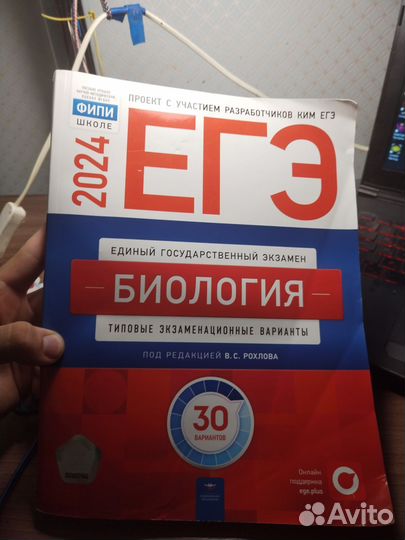 ПРОЕКТ С УЧАСТИЕМ РАЗРАБОТЧИКОВ КИМ ЕГЭ
ФИПИ
ШКОЛЕ
2024
ЕГЭ
ЕДИНЫЙ ГОСУДАРСТВЕННЫЙ ЭКЗАМЕН
БИОЛОГИЯ
ТИПОВЫЕ ЭКЗАМЕНАЦИОННЫЕ ВАРИАНТЫ
ПОД РЕДАКЦИЕЙ В.С. РОХЛОВА
30
ВАРИАНТОВ
Онлайн
поддержка
ege.plus
Avito